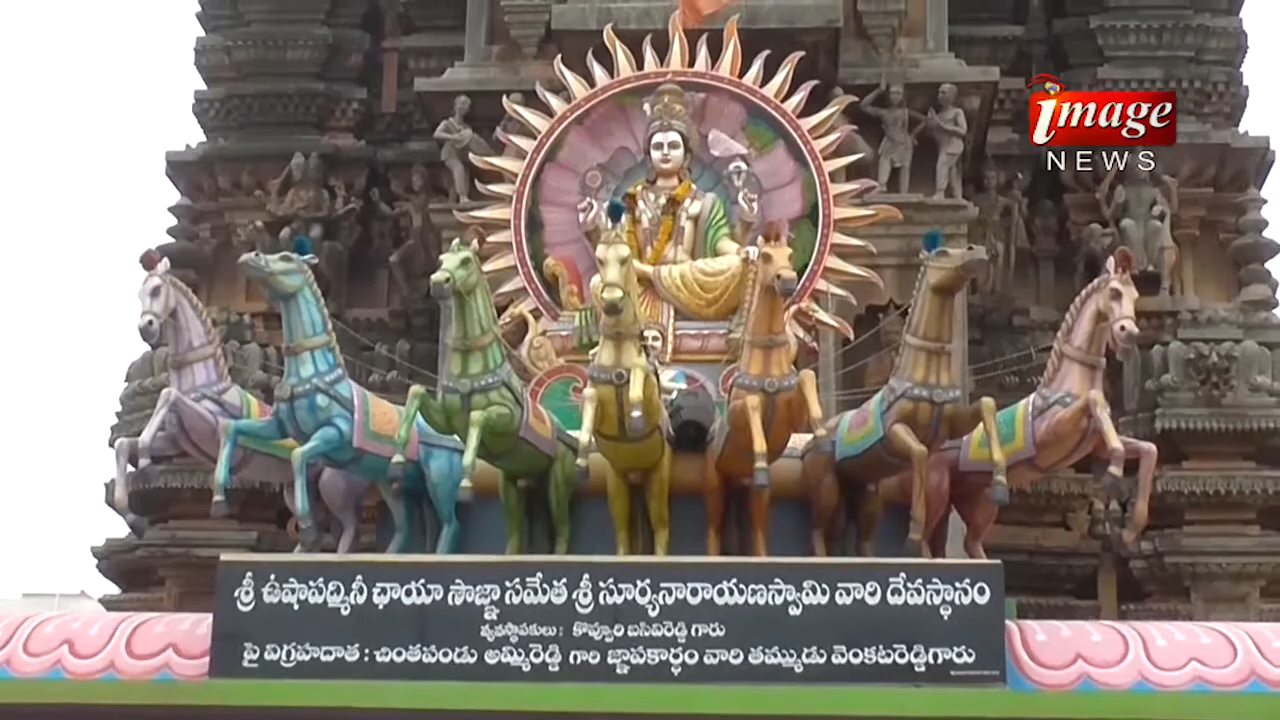 image
NEWS
శ్రీ ఉషాపద్మినీ ఛాయా సౌజ్ఞా సమేత శ్రీ సూర్యనారాయణస్వామి వారి దేవస్థానం
వ్యవస్థాపకులు: కొవ్వూరి బసివిరెడ్డి గారు
పై విగ్రహదాత : చింతపండు అమ్మిరెడ్డి గారి జ్ఞాపకార్ధం వారి తమ్ముడు వెంకటరెడ్డిగారు